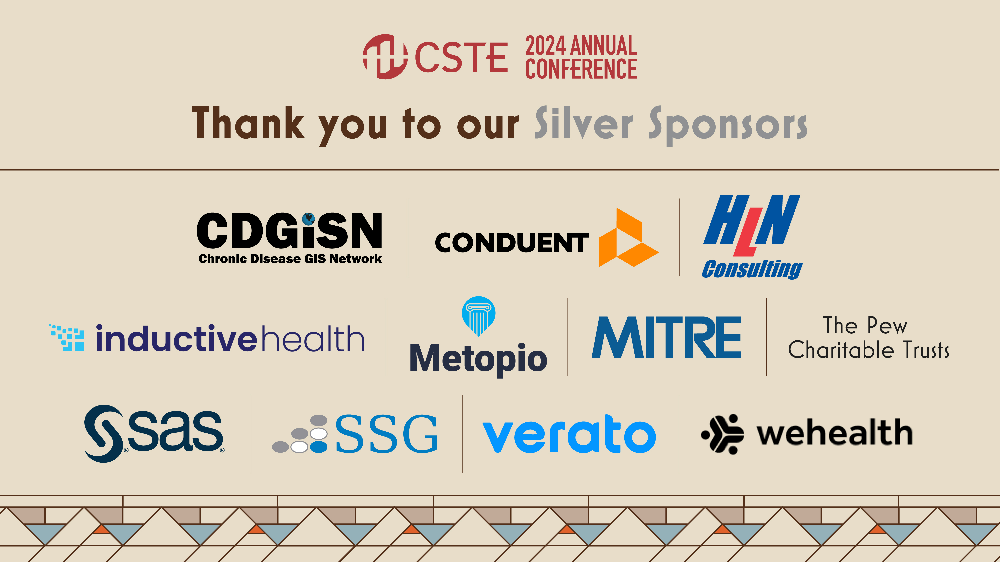 CSTE
2024 ANNUAL
CONFERENCE
Thank you to our Silver Sponsors
CDGiSN
Chronic Disease GIS Network
CONDUENT
HLN
Consulting
inductivehealth
Metopio
MITRE
The Pew
Charitable Trusts
sas
SSG
verato
wehealth